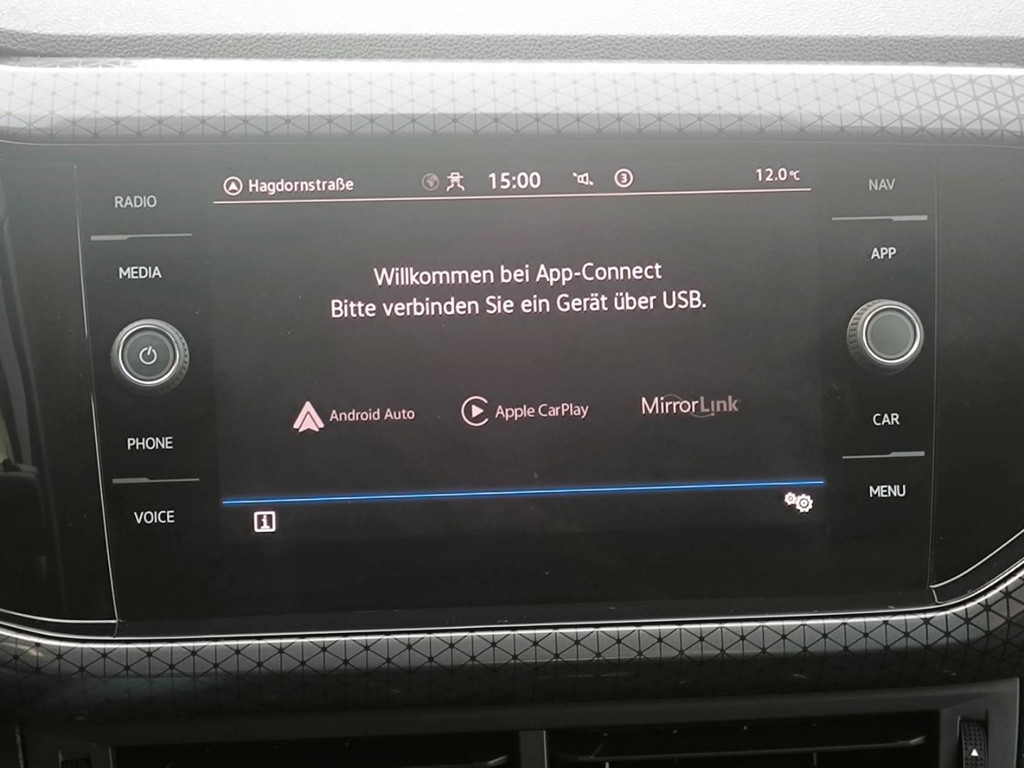 Hagdornstraße 15:00 3 12.0°C
RADIO
MEDIA
PHONE
VOICE
Willkommen bei App-Connect
Bitte verbinden Sie ein Gerät über USB.
Android Auto Apple CarPlay MirrorLink
i
NAV
APP
CAR
MENU